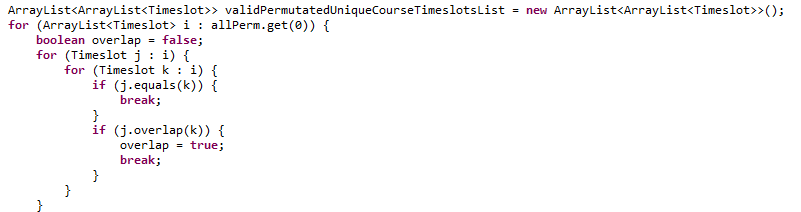 ArrayList<ArrayList<Timeslot>> validPermutatedUniqueCourseTimeslotsList = new ArrayList<ArrayList<Timeslot>>();
for (ArrayList<Timeslot> i : allPerm.get(0)) {
    boolean overlap = false;
    for (Timeslot j : i) {
        for (Timeslot k : i) {
            if (j.equals(k)) {
                break;
            }
            if (j.overlap(k)) {
                overlap = true;
                break;
            }
        }
    }